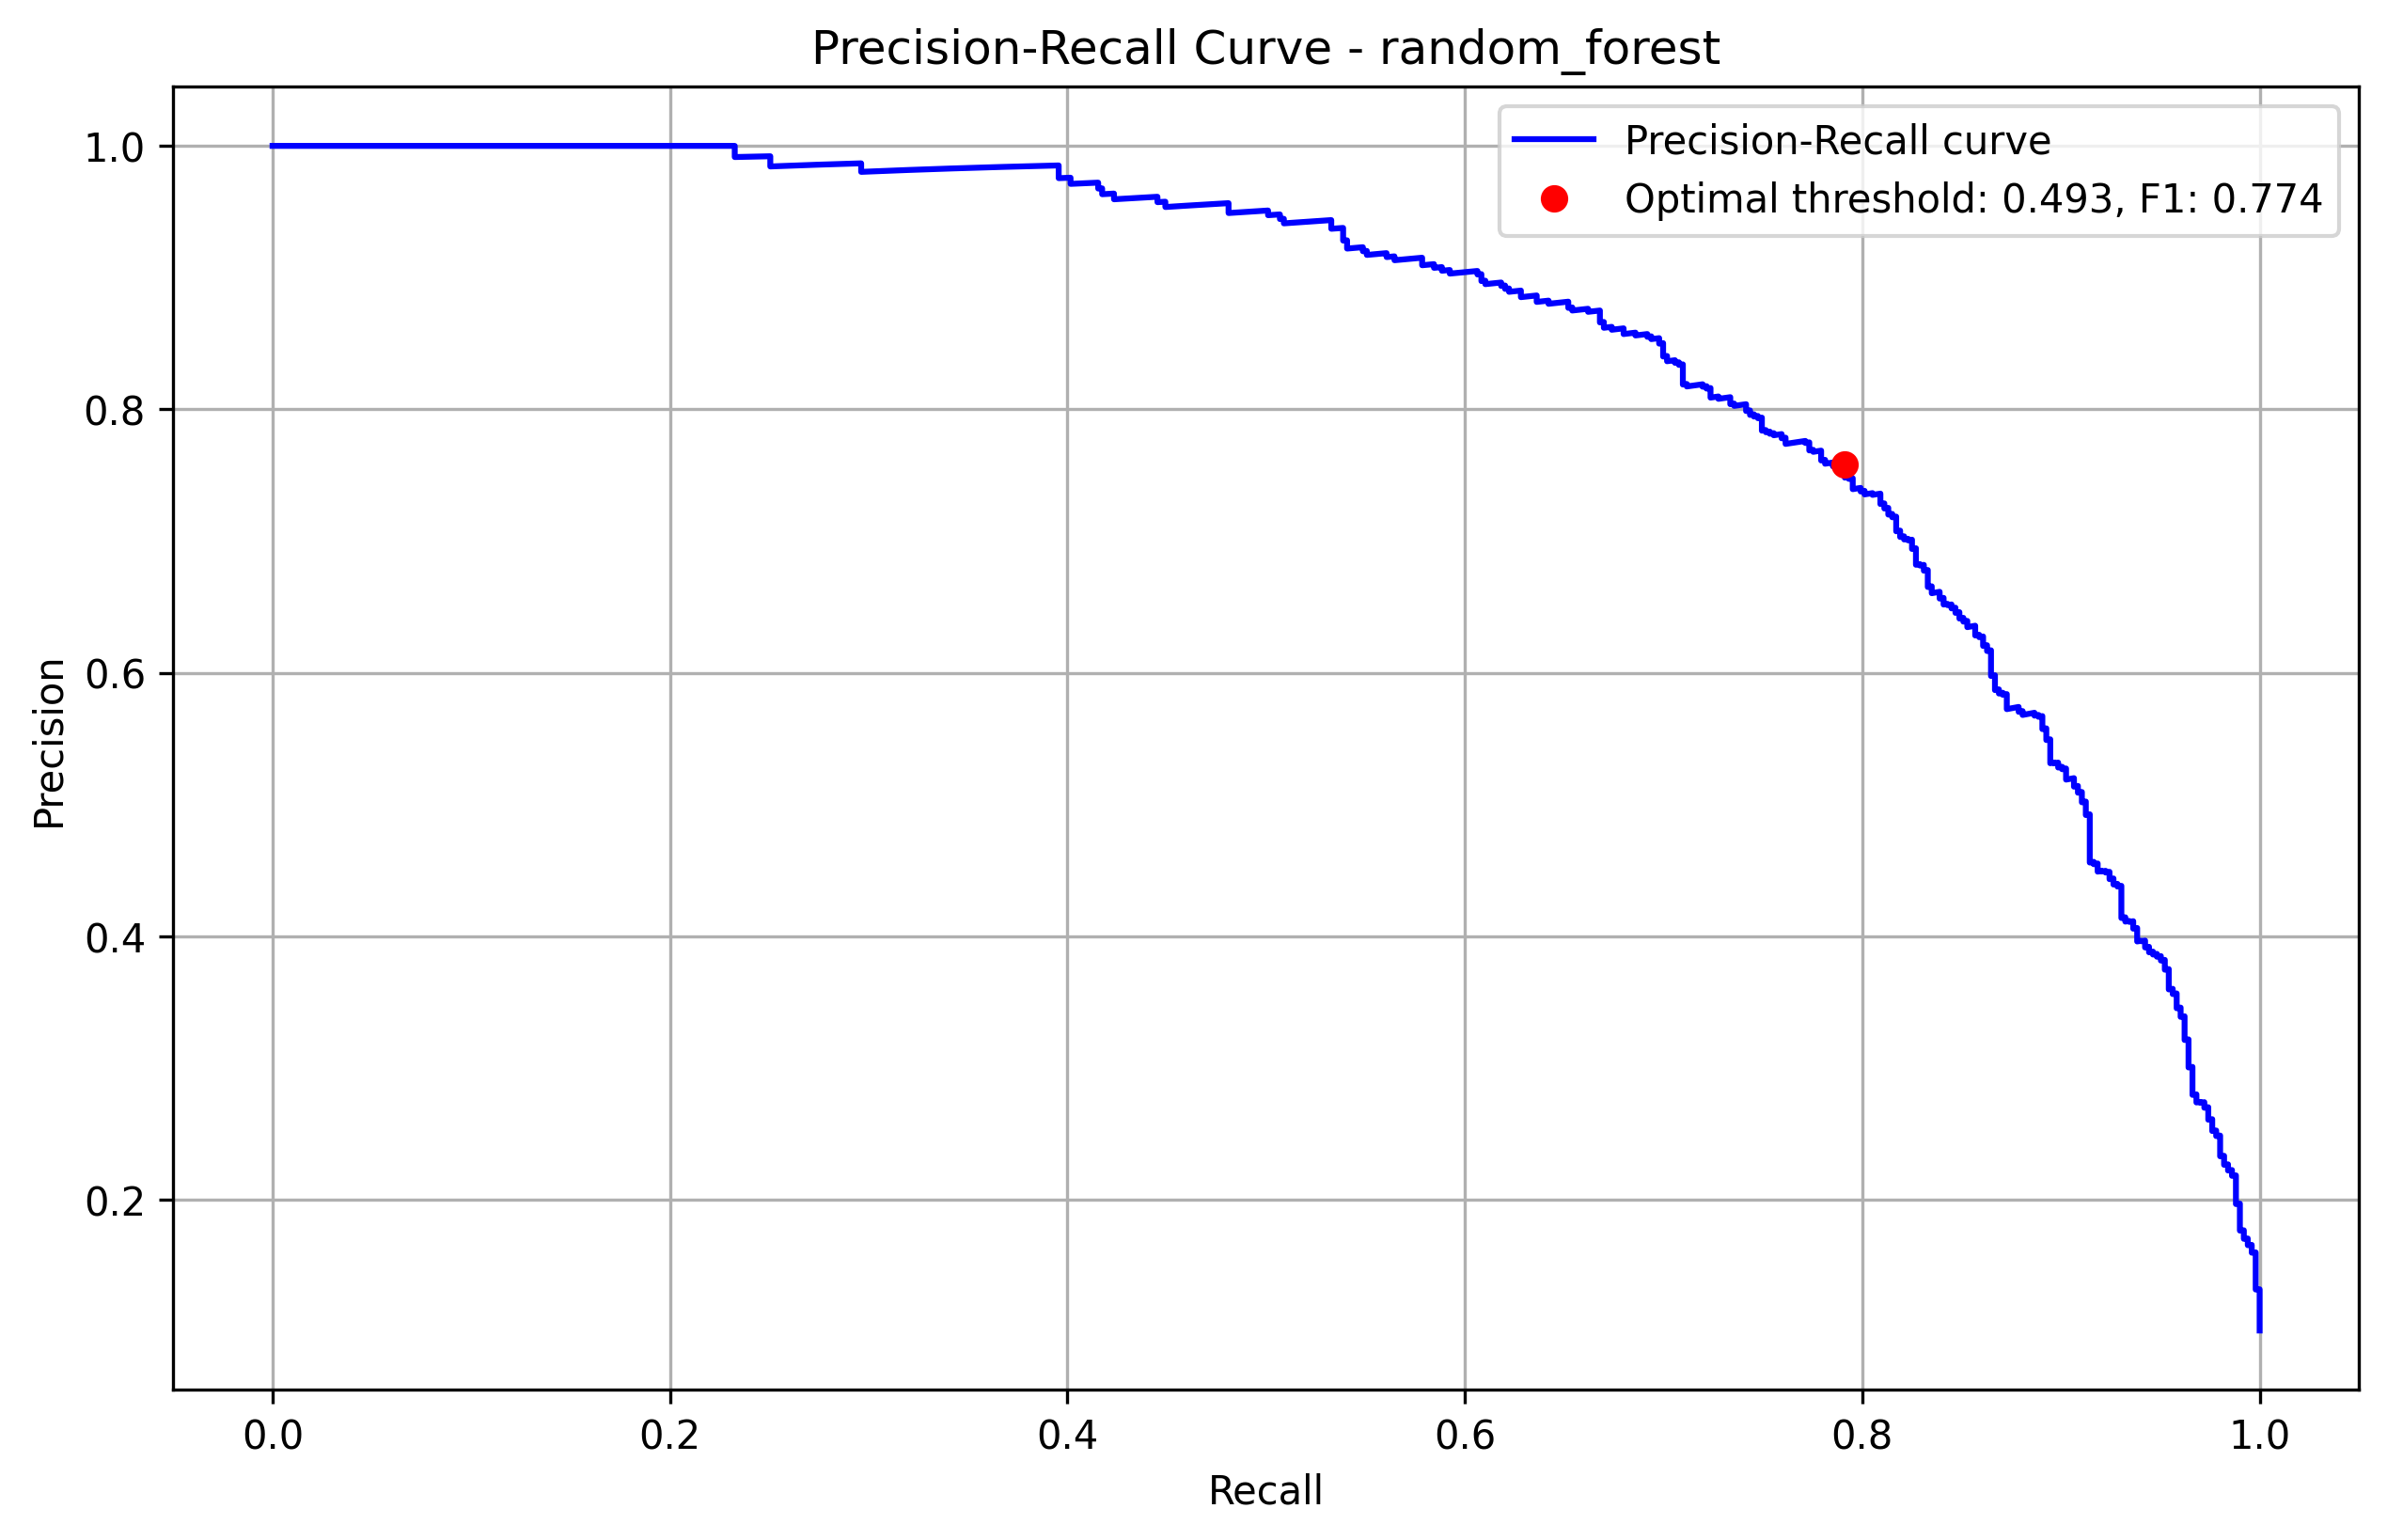 Precision-Recall Curve - random_forest
Precision-Recall curve
Optimal threshold: 0.493, F1: 0.774
Precision
1.0
0.8
0.6
0.4
0.2
0.0 0.2 0.4 0.6 0.8 1.0
Recall